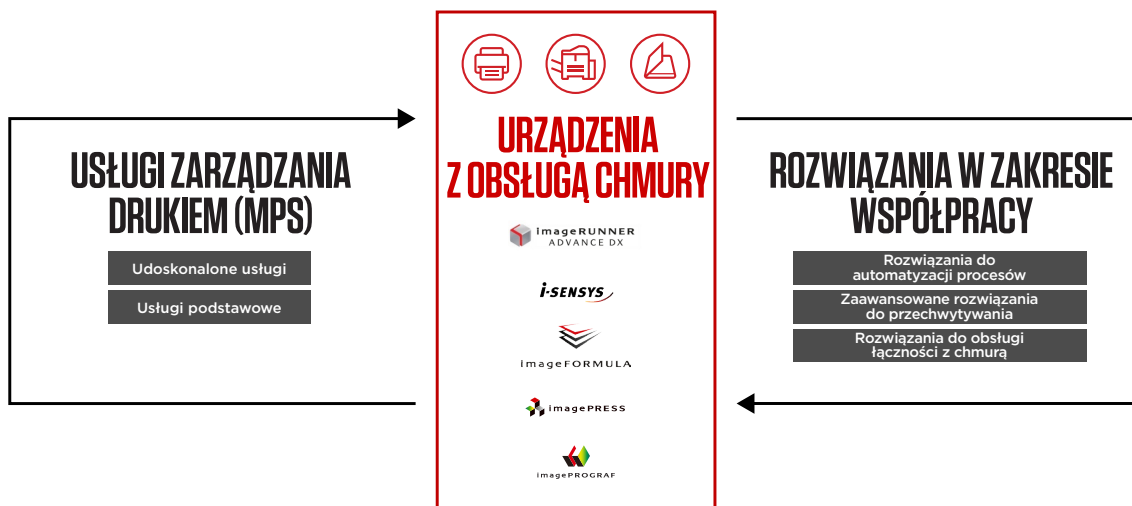 USŁUGI ZARZĄDZANIA
DRUKIEM (MPS)
Udoskonalone usługi
Usługi podstawowe
URZĄDZENIA
Z OBSŁUGĄ CHMURY
imageRUNNER
ADVANCE DX
i-SENSYS
imageFORMULA
imagePRESS
imagePROGRAF
ROZWIĄZANIA W ZAKRESIE
WSPÓŁPRACY
Rozwiązania do
automatyzacji procesów
Zaawansowane rozwiązania
do przechwytywania
Rozwiązania do obsługi
łączności z chmurą